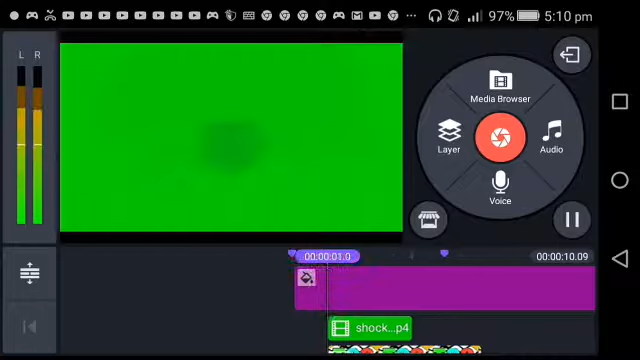 97% 5:10 pm
L R
Media Browser
Layer
Audio
Voice
00:00:01.0
00:00:10.09
shock...p4